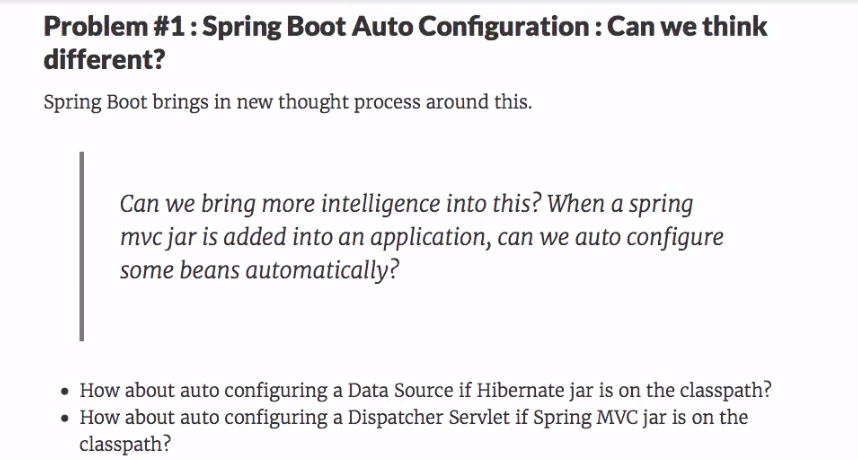 Problem #1 : Spring Boot Auto Configuration : Can we think
different?
Spring Boot brings in new thought process around this.
Can we bring more intelligence into this? When a spring
mvc jar is added into an application, can we auto configure
some beans automatically?
• How about auto configuring a Data Source if Hibernate jar is on the classpath?
• How about auto configuring a Dispatcher Servlet if Spring MVC jar is on the
classpath?